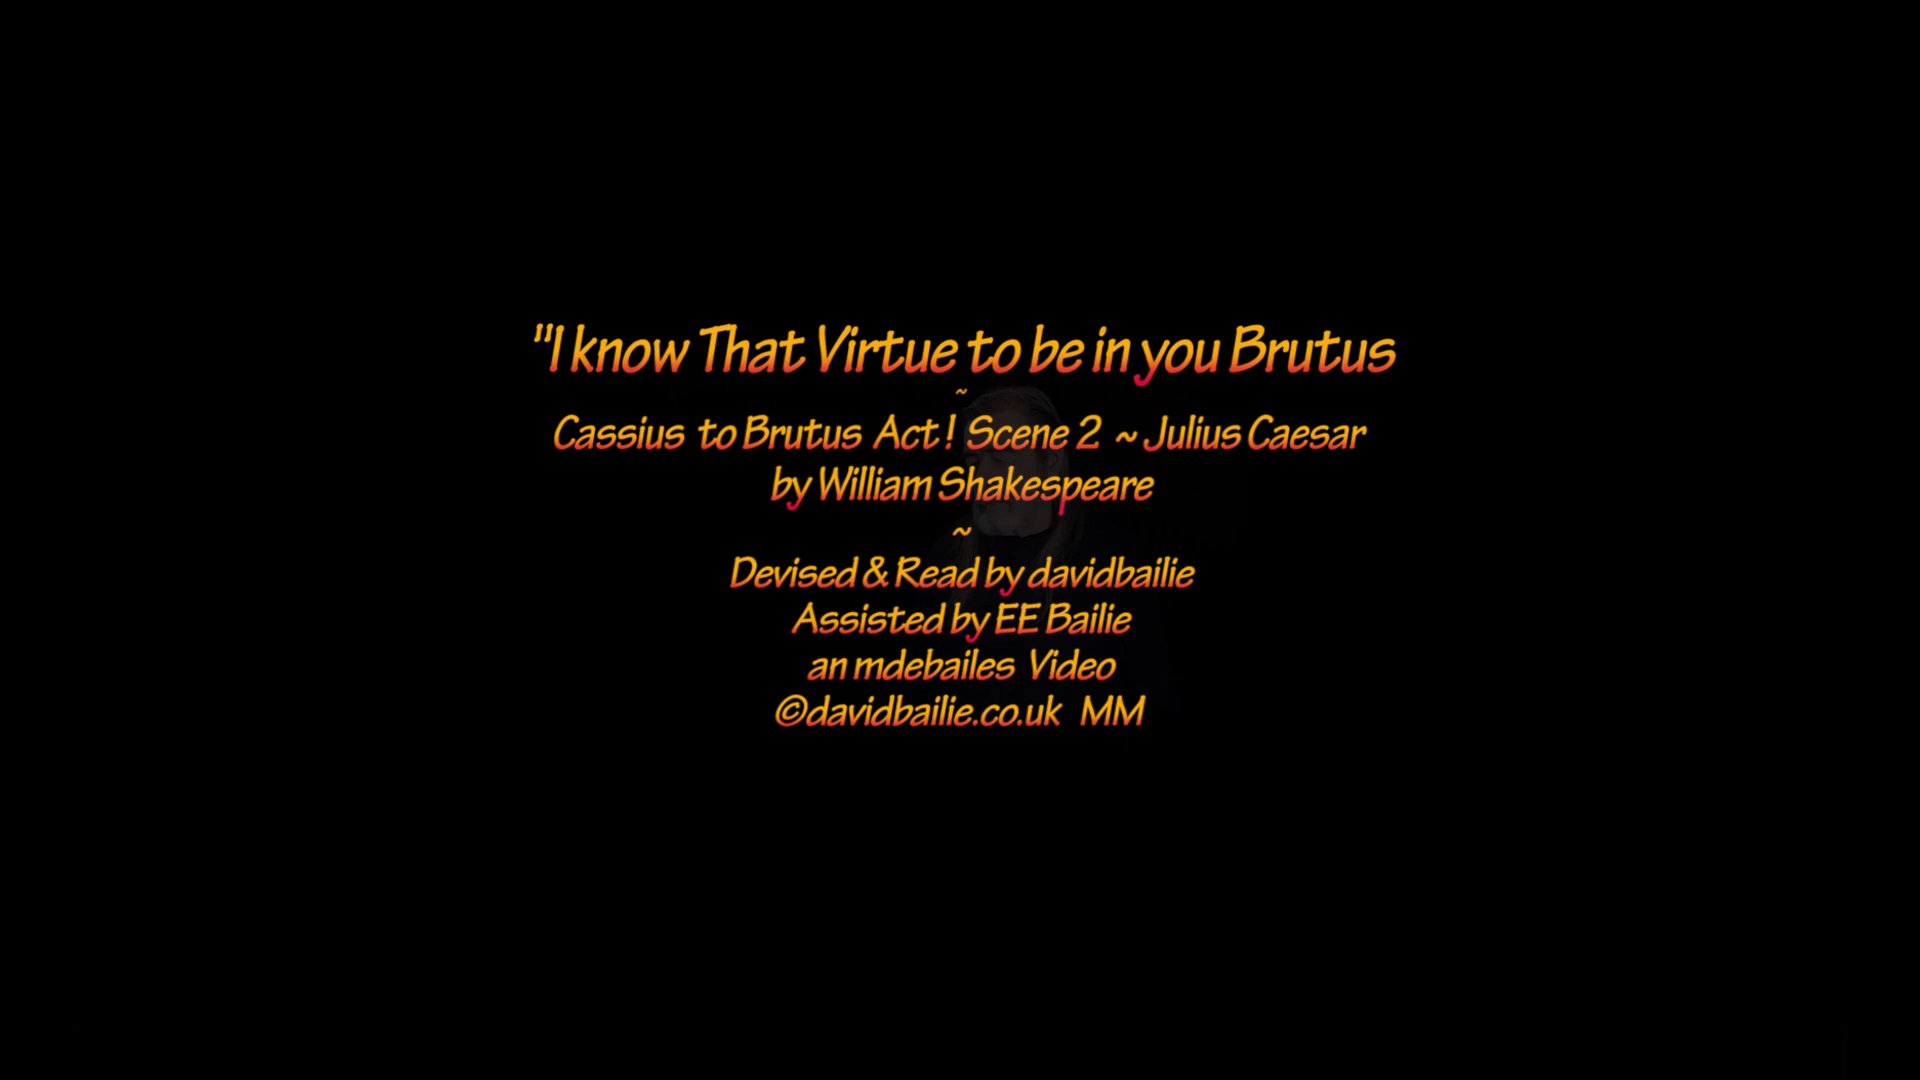 "I know That Virtue to be in you Brutus
~
Cassius to Brutus Act ! Scene 2 ~ Julius Caesar
by William Shakespeare
~
Devised & Read by davidbailie
Assisted by EE Bailie
an mdebailes Video
©davidbailie.co.uk MM